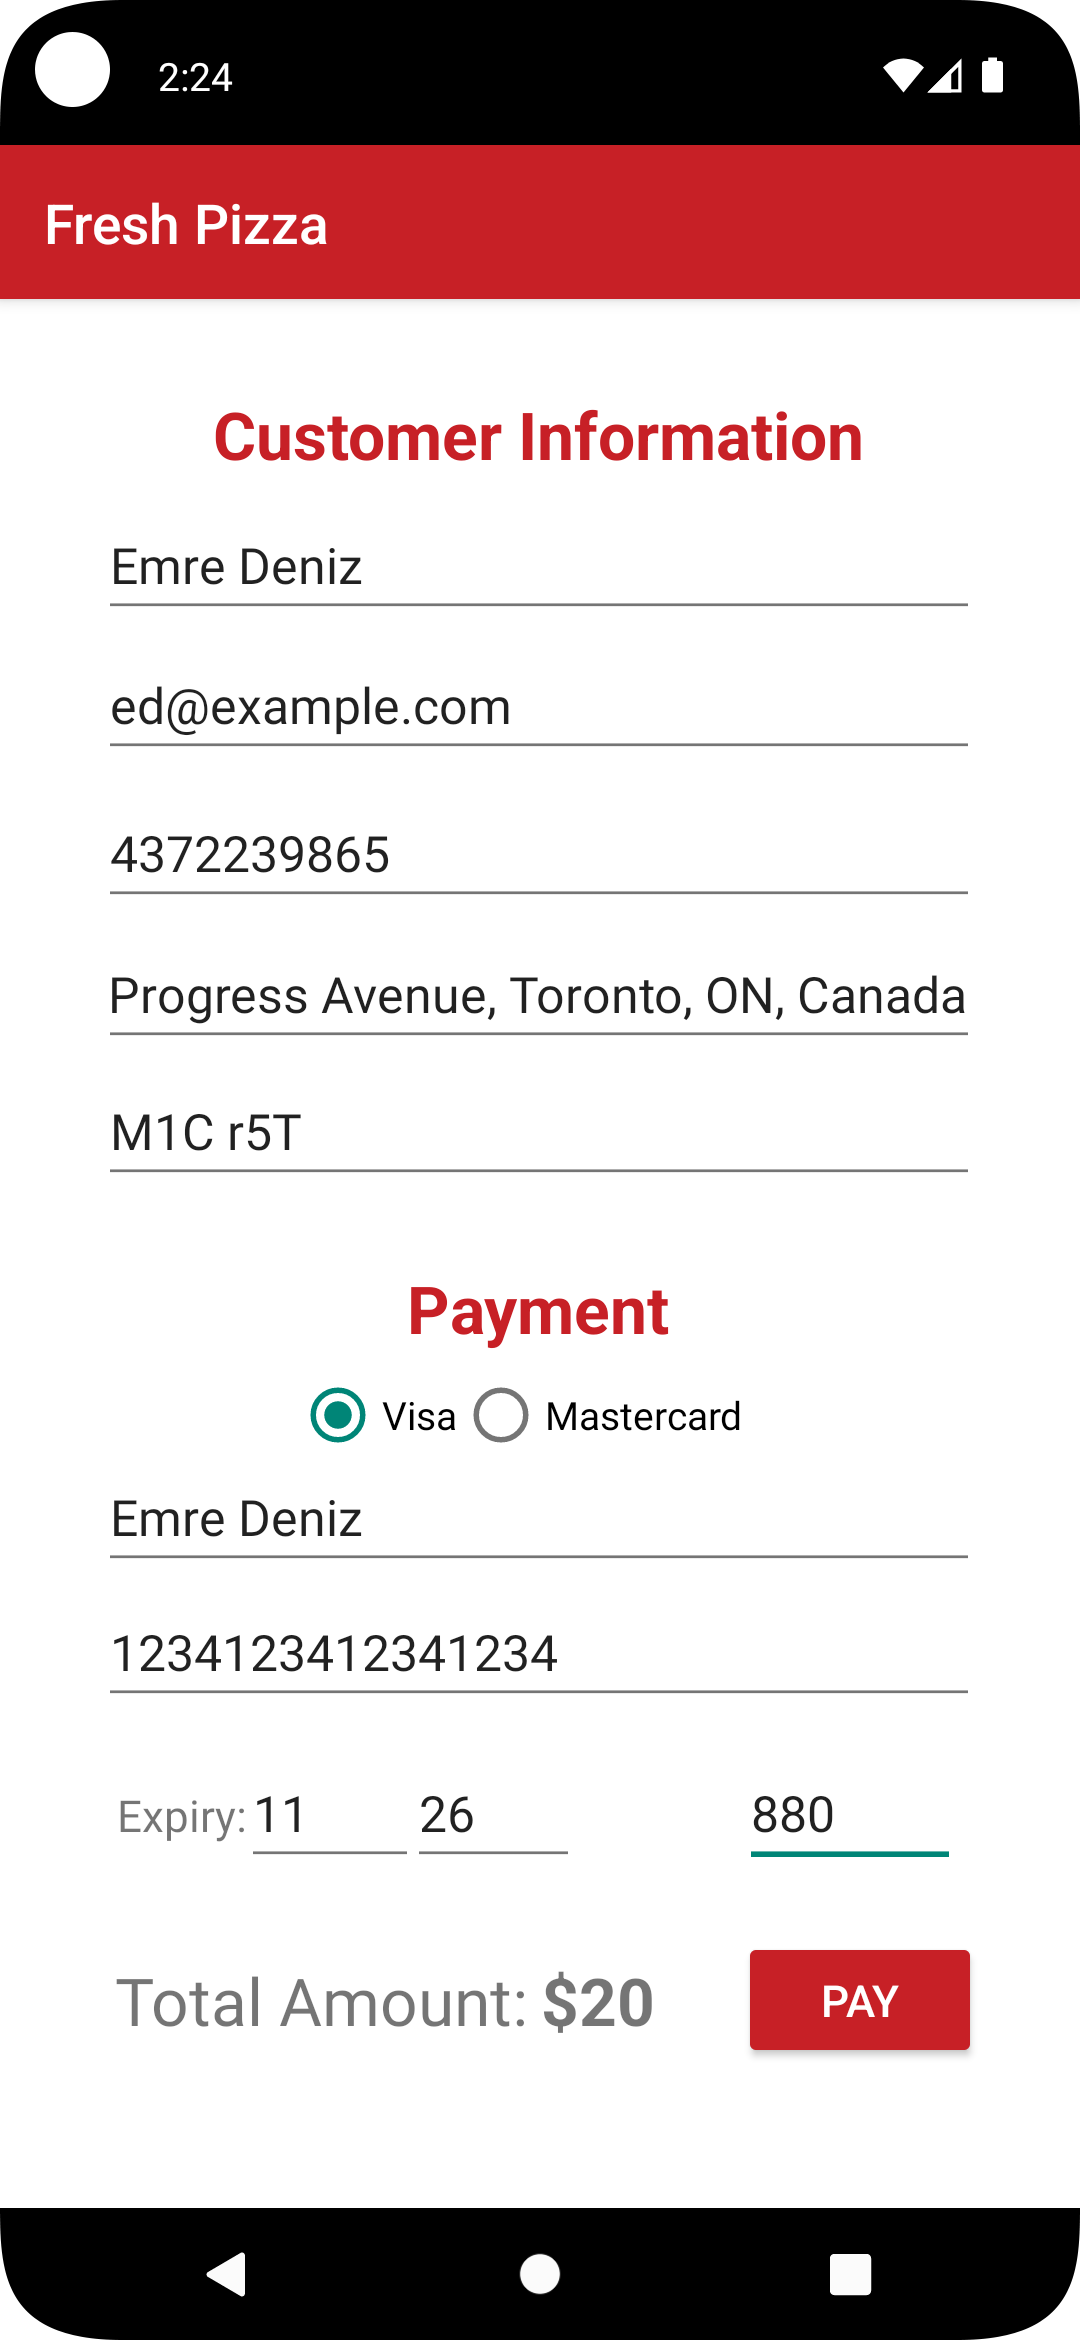 2:24
Fresh Pizza
Customer Information
Emre Deniz
ed@example.com
4372239865
Progress Avenue, Toronto, ON, Canada
M1C r5T
Payment
Visa Mastercard
Emre Deniz
1234123412341234
Expiry: 11 26 880
Total Amount: $20 PAY